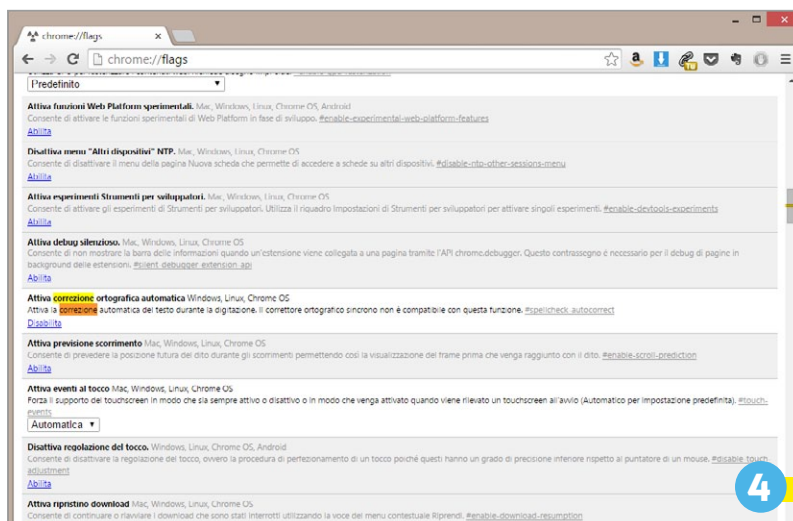 chrome://flags
chrome://flags
Predefinito
Attiva funzioni Web Platform sperimentali. Mac, Windows, Linux, Chrome OS, Android
Consente di attivare le funzioni sperimentali di Web Platform in fase di sviluppo. #enable-experimental-web-platform-features
Abilita
Disattiva menu "Altri dispositivi" NTP. Mac, Windows, Linux, Chrome OS
Consente di disattivare il menu della pagina Nuova scheda che permette di accedere a schede su altri dispositivi. #disable-ntp-other-sessions-menu
Abilita
Attiva esperimenti Strumenti per sviluppatori. Mac, Windows, Linux, Chrome OS
Consente di attivare gli esperimenti di Strumenti per sviluppatori. Utilizza il riquadro Impostazioni di Strumenti per sviluppatori per attivare singoli esperimenti. #enable-devtools-experiments
Abilita
Attiva debug silenzioso. Mac, Windows, Linux, Chrome OS
Consente di non mostrare la barra delle informazioni quando un'estensione viene collegata a una pagina tramite l'API chrome.debugger. Questo contrassegno è necessario per il debug di pagine in
background delle estensioni. #silent-debugger-extension-api
Abilita
Attiva correzione ortografica automatica Windows, Linux, Chrome OS
Attiva la correzione automatica del testo durante la digitazione. Il correttore ortografico sincrono non è compatibile con questa funzione. #spellcheck-autocorrect
Disabilita
Attiva previsione scorrimento Mac, Windows, Linux, Chrome OS
Consente di prevedere la posizione futura del dito durante gli scorrimenti permettendo così la visualizzazione del frame prima che venga raggiunto con il dito. #enable-scroll-prediction
Abilita
Attiva eventi al tocco Mac, Windows, Linux, Chrome OS
Forza il supporto del touchscreen in modo che sia sempre attivo o disattivo o in modo che venga attivato quando viene rilevato un touchscreen all'avvio (Automatico per impostazione predefinita). #touch-
events
Automatica
Disattiva regolazione del tocco. Windows, Linux, Chrome OS, Android
Consente di disattivare la regolazione del tocco, ovvero la procedura di perfezionamento di un tocco poiché questi hanno un grado di precisione inferiore rispetto al puntatore di un mouse. #disable-touch-
adjustment
Abilita
Attiva ripristino download Mac, Windows, Linux, Chrome OS
Consente di continuare o riavviare i download che sono stati interrotti utilizzando la voce del menu contestuale Riprendi. #enable-download-resumption
4